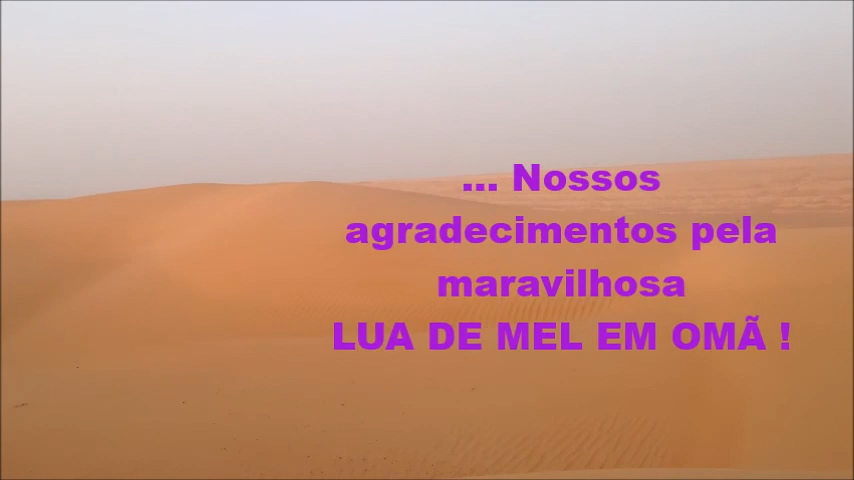 ... Nossos
agradecimentos pela
maravilhosa
LUA DE MEL EM OMÃ !